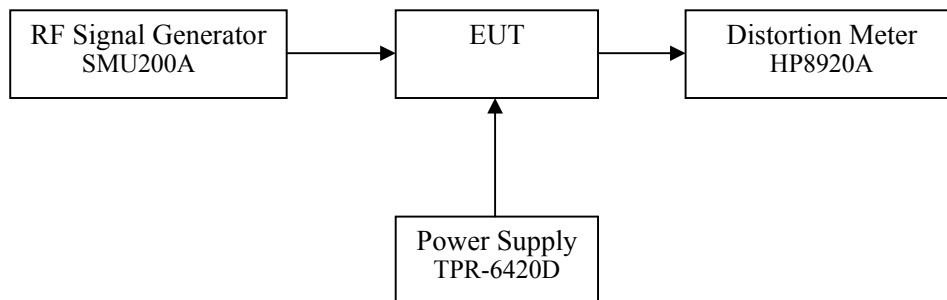 RF Signal Generator
SMU200A
EUT
Distortion Meter
HP8920A
Power Supply
TPR-6420D